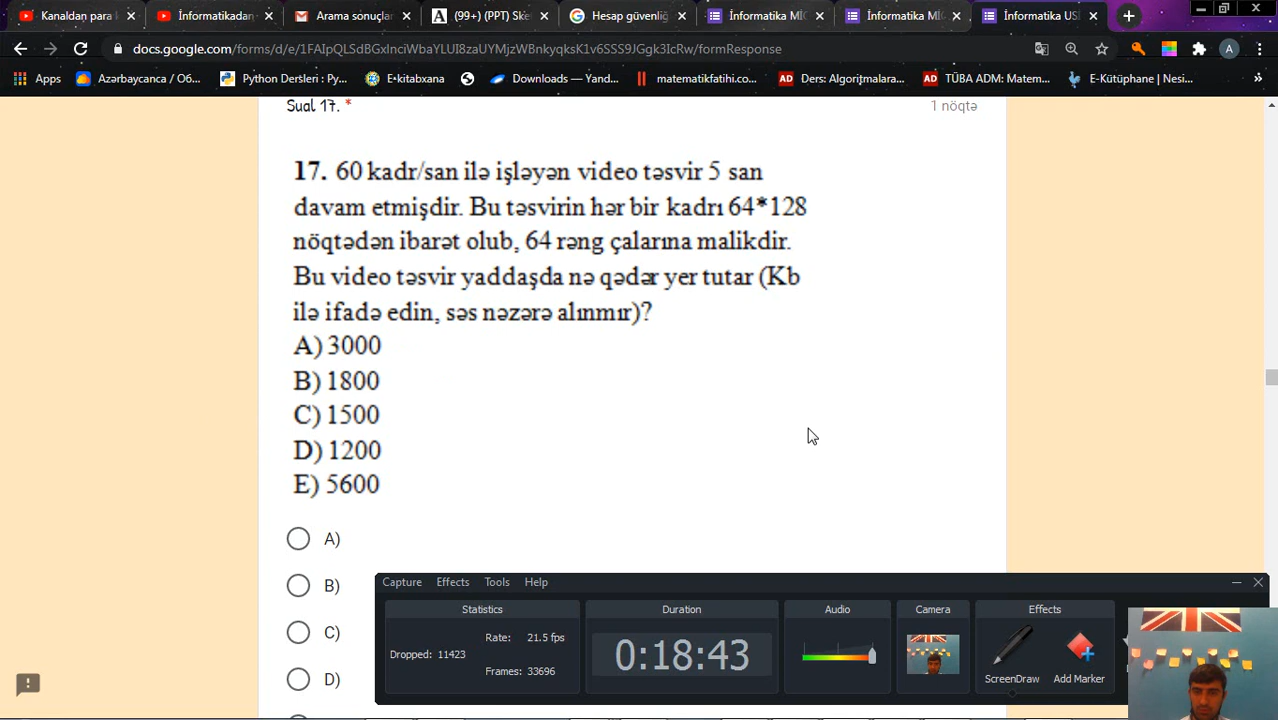 Kanaldan para k
İnformatikadan
Arama sonuçlar
(99+) (PPT) Ske
Hesap güvenliğ
İnformatika MİC
İnformatika MİC
İnformatika USİ
docs.google.com/forms/d/e/1FAIpQLSdBGxlnciWbaYLUI8zaUYMjzWBnkyqksK1v6SSS9JGgk3IcRw/formResponse
Apps
Azərbaycanca / Об...
Python Dersleri : Py...
E-kitabxana
Downloads — Yand...
matematikfatihi.co...
Ders: Algoritmalara...
TÜBA ADM: Matem...
E-Kütüphane | Nesi...
Sual 17. *
1 nöqtə
17. 60 kadr/san ilə işləyən video təsvir 5 san
davam etmişdir. Bu təsvirin hər bir kadrı 64*128
nöqtədən ibarət olub, 64 rəng çalarına malikdir.
Bu video təsvir yaddaşda nə qədər yer tutar (Kb
ilə ifadə edin, səs nəzərə alınmır)?
A) 3000
B) 1800
C) 1500
D) 1200
E) 5600
A)
B)
C)
D)
Capture Effects Tools Help
Statistics
Duration
Audio
Camera
Effects
Rate: 21.5 fps
Dropped: 11423
Frames: 33696
0:18:43
ScreenDraw
Add Marker
A